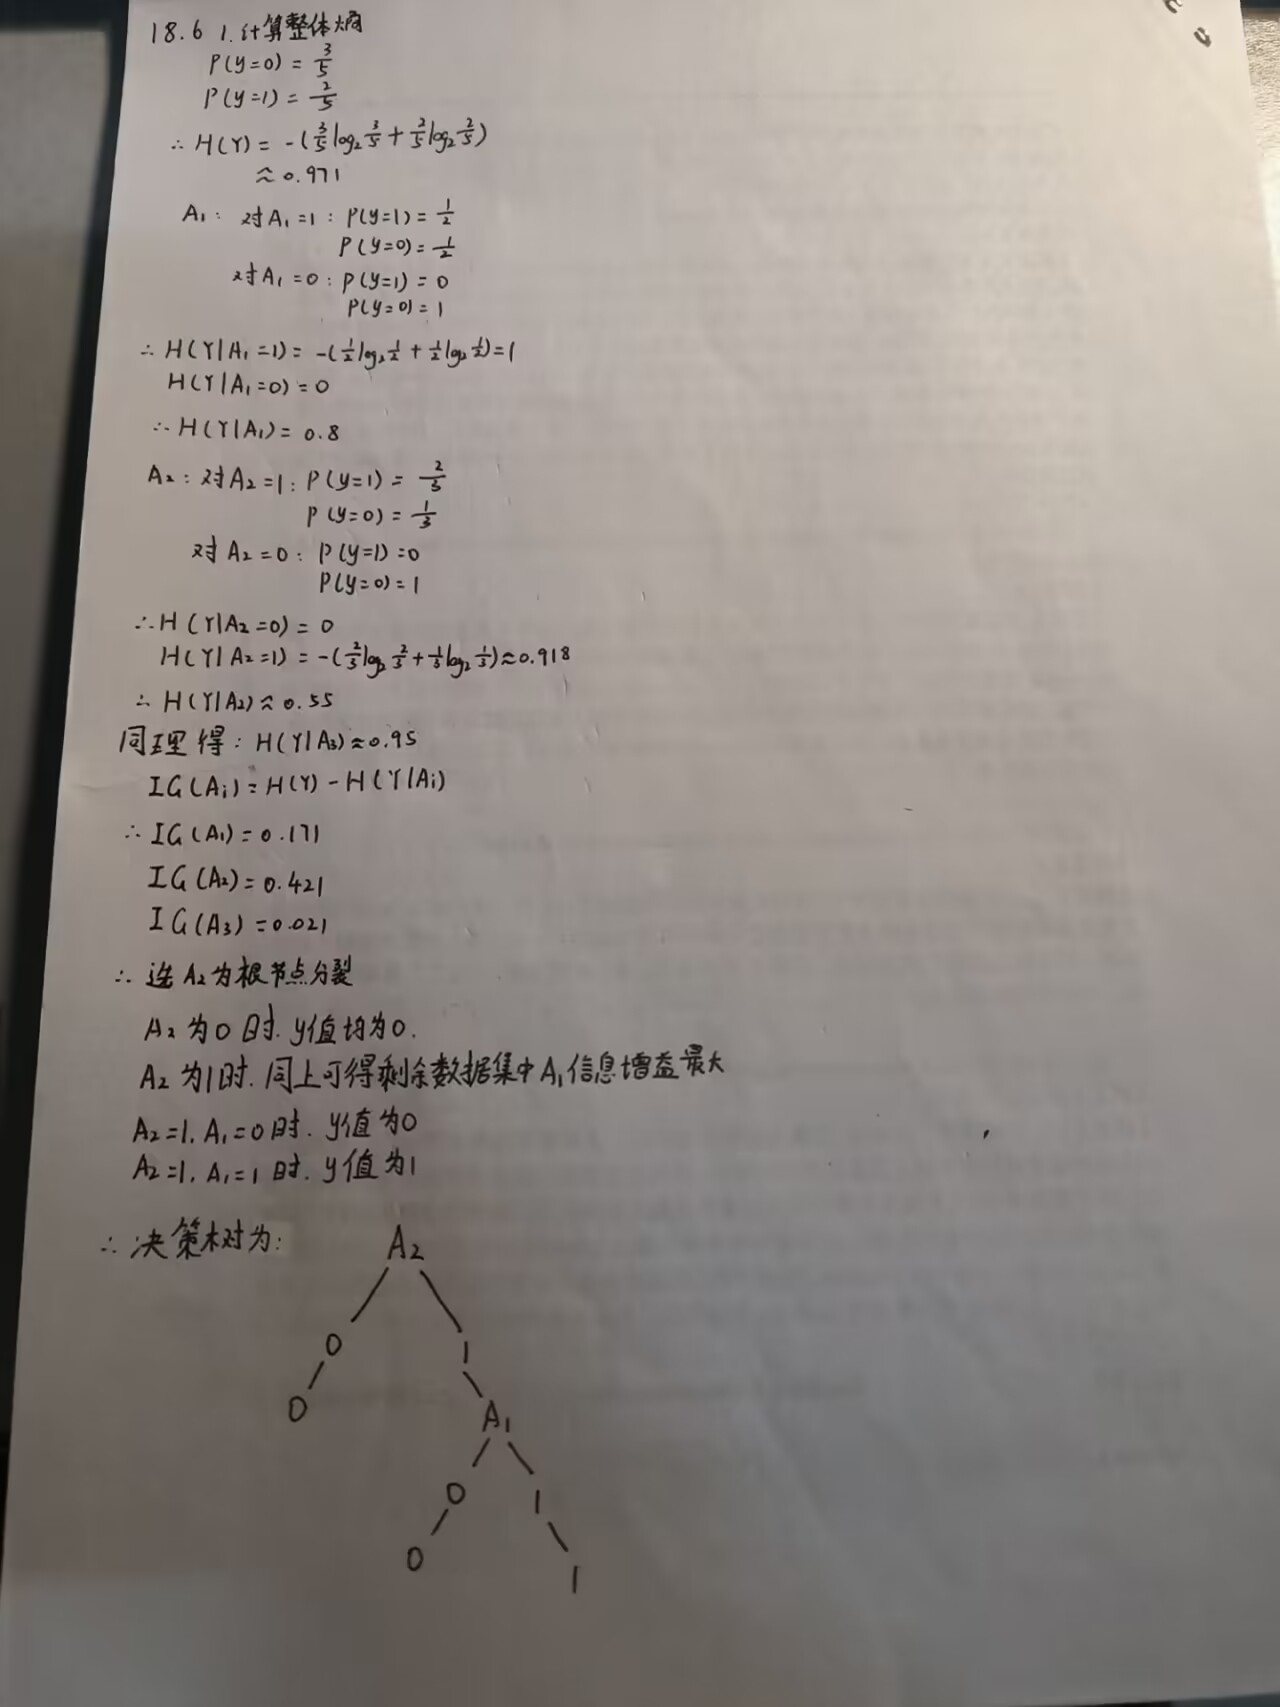 18.6 1.计算整体熵
P(y=0) = 3/5
P(y=1) = 2/5
∴ H(Y) = -(3/5 log₂ 3/5 + 2/5 log₂ 2/5)
≈ 0.971
A₁: 对A₁=1: P(y=1) = 1/2
P(y=0) = 1/2
对A₁=0: P(y=1) = 0
P(y=0) = 1
∴ H(Y|A₁=1) = -(1/2 log₂ 1/2 + 1/2 log₂ 1/2) = 1
H(Y|A₁=0) = 0
∴ H(Y|A₁) = 0.8
A₂: 对A₂=1: P(y=1) = 2/3
P(y=0) = 1/3
对A₂=0: P(y=1) = 0
P(y=0) = 1
∴ H(Y|A₂=0) = 0
H(Y|A₂=1) = -(2/3 log₂ 2/3 + 1/3 log₂ 1/3) ≈ 0.918
∴ H(Y|A₂) ≈ 0.55
同理得: H(Y|A₃) ≈ 0.95
IG(Aᵢ) = H(Y) - H(Y|Aᵢ)
∴ IG(A₁) = 0.171
IG(A₂) = 0.421
IG(A₃) = 0.021
∴ 选A₂为根节点分裂
A₂为0时. y值均为0.
A₂为1时. 同上可得剩余数据集中A₁信息增益最大
A₂=1. A₁=0时. y值为0
A₂=1. A₁=1时. y值为1
∴ 决策树为:
A₂
0 1
0 A₁
0 1
0 1